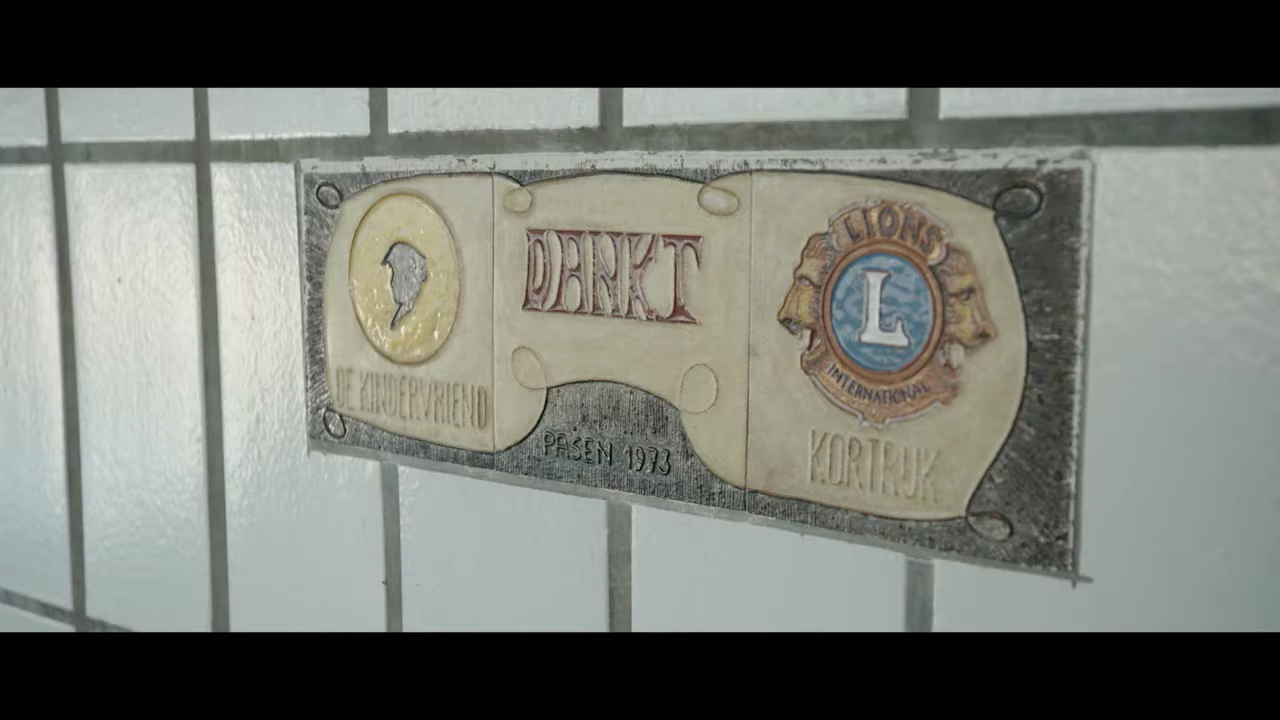 DE KINDERVRIEND
DANKT
PASEN 1973
LIONS
L
INTERNATIONAL
KORTRIJK